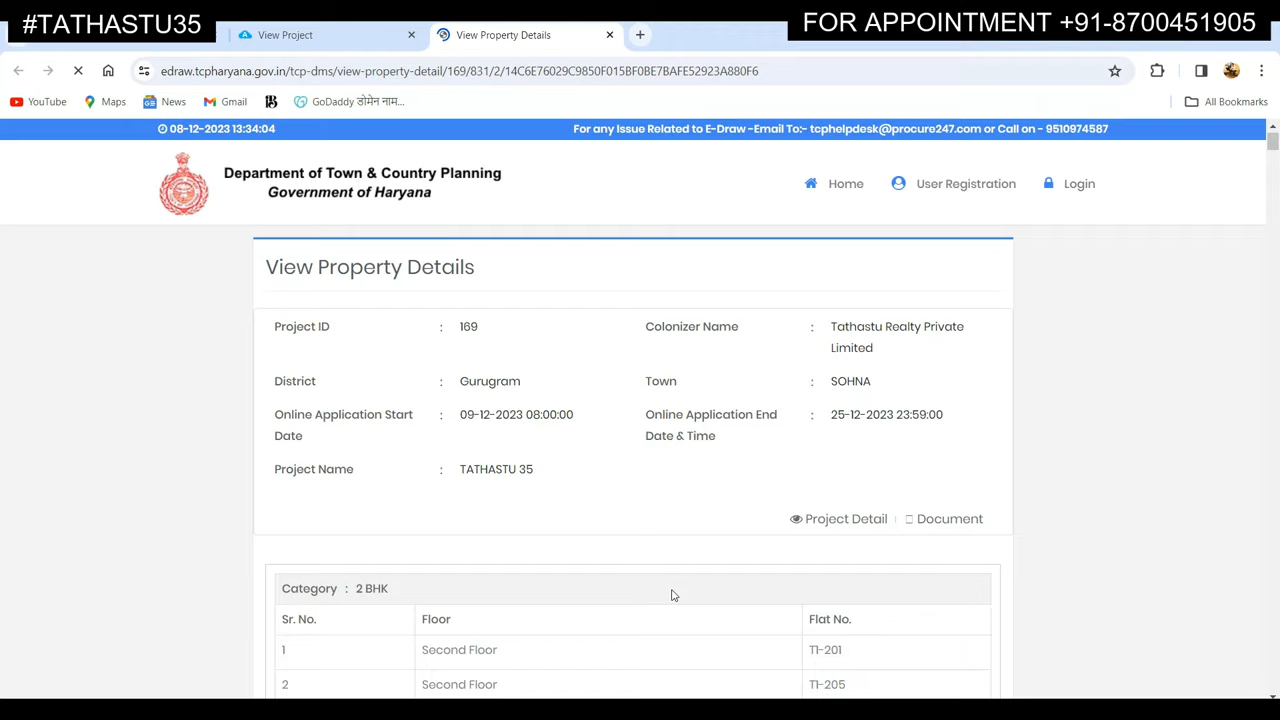 #TATHASTU35
FOR APPOINTMENT +91-8700451905
View Project
View Property Details
edraw.tcpharyana.gov.in/tcp-dms/view-property-detail/169/831/2/14C6E76029C9850F015BF0BE7BAFE52923A880F6
YouTube Maps News Gmail GoDaddy डोमेन नाम... All Bookmarks
08-12-2023 13:34:04 For any Issue Related to E-Draw -Email To:- tcphelpdesk@procure247.com or Call on - 9510974587
Department of Town & Country Planning
Government of Haryana
Home User Registration Login
View Property Details
Project ID : 169 Colonizer Name : Tathastu Realty Private
Limited
District : Gurugram Town : SOHNA
Online Application Start : 09-12-2023 08:00:00 Online Application End : 25-12-2023 23:59:00
Date Date & Time
Project Name : TATHASTU 35
Project Detail Document
Category : 2 BHK
Sr. No. Floor Flat No.
1 Second Floor T1-201
2 Second Floor T1-205